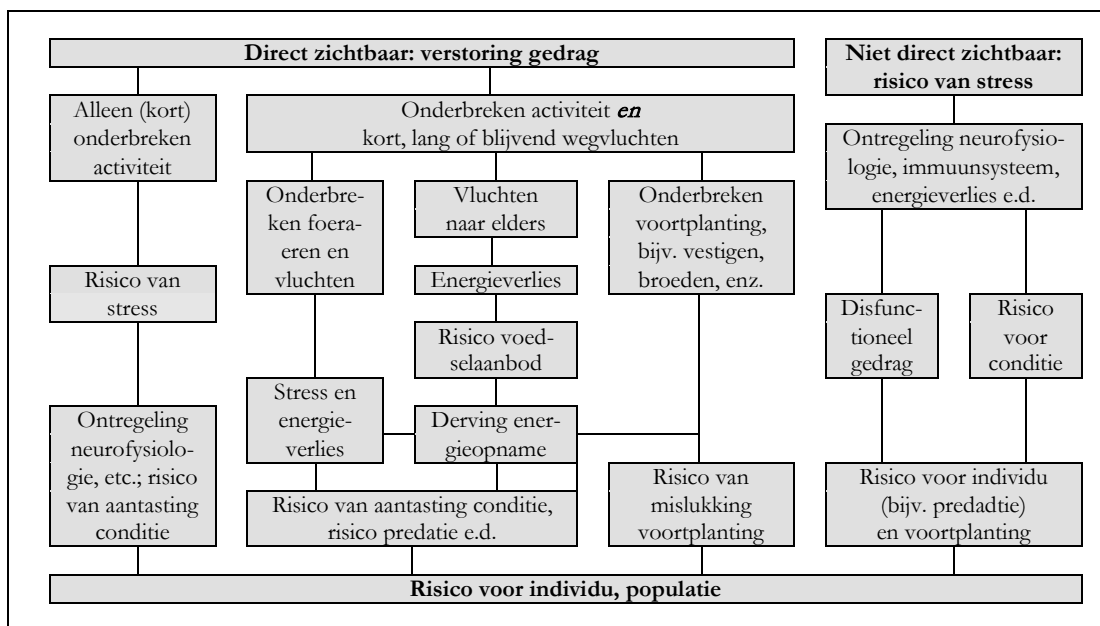 Direct zichtbaar: verstoring gedrag
Niet direct zichtbaar:
risico van stress
Alleen (kort)
onderbreken
activiteit
Onderbreken activiteit en
kort, lang of blijvend wegvluchten
Ontregeling neurofysio-
logie, immuunsysteem,
energieverlies e.d.
Onderbre-
ken foera-
eren en
vluchten
Vluchten
naar elders
Onderbreken
voortplanting,
bijv. vestigen,
broeden, enz.
Risico van
stress
Energieverlies
Disfunc-
tioneel
gedrag
Risico
voor
conditie
Risico voed-
selaanbod
Stress en
energie-
verlies
Derving ener-
gieopname
Ontregeling
neurofysiolo-
gie, etc.; risico
van aantasting
conditie
Risico van aantasting conditie,
risico predatie e.d.
Risico van
mislukking
voortplanting
Risico voor individu
(bijv. predadtie)
en voortplanting
Risico voor individu, populatie